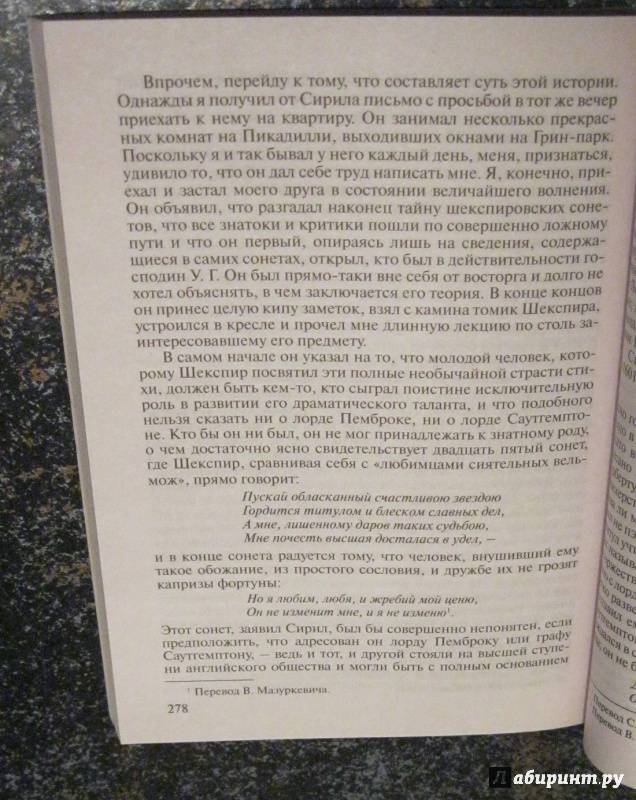 Впрочем, перейду к тому, что составляет суть этой истории.
Однажды я получил от Сирила письмо с просьбой в тот же вечер
приехать к нему на квартиру. Он занимал несколько прекрас-
ных комнат на Пикадилли, выходивших окнами на Грин-парк.
Поскольку я и так бывал у него каждый день, меня, признаться,
удивило то, что он дал себе труд написать мне. Я, конечно, при-
ехал и застал моего друга в состоянии величайшего волнения.
Он объявил, что разгадал наконец тайну шекспировских соне-
тов, что все знатоки и критики пошли по совершенно ложному
пути и что он первый, опираясь лишь на сведения, содержа-
щиеся в самих сонетах, открыл, кто был в действительности го-
сподин У. Г. Он был прямо-таки вне себя от восторга и долго не
хотел объяснять, в чем заключается его теория. В конце концов
он принес целую кипу заметок, взял с камина томик Шекспира,
устроился в кресле и прочел мне длинную лекцию по столь за-
интересовавшему его предмету.
В самом начале он указал на то, что молодой человек, кото-
рому Шекспир посвятил эти полные необычайной страсти сти-
хи, должен быть кем-то, кто сыграл поистине исключительную
роль в развитии его драматического таланта, и что подобного
нельзя сказать ни о лорде Пемброке, ни о лорде Саутгемпто-
не. Кто бы он ни был, он не мог принадлежать к знатному роду,
о чем достаточно ясно свидетельствует двадцать пятый сонет,
где Шекспир, сравнивая себя с «любимцами сиятельных вель-
мож», прямо говорит:
Пускай обласканный счастливою звездою
Гордится титулом и блеском славных дел,
А мне, лишенному даров таких судьбою,
Мне почесть высшая досталася в удел, —
и в конце сонета радуется тому, что человек, внушивший ему
такое обожание, из простого сословия, и дружбе их не грозят
капризы фортуны:
Но я любим, любя, и жребий мой ценю,
Он не изменит мне, и я не изменю¹.
Этот сонет, заявил Сирил, был бы совершенно непонятен, если
предположить, что адресован он лорду Пемброку или графу
Саутгемптону, — ведь и тот, и другой стояли на высшей ступе-
ни английского общества и могли быть с полным основанием
¹ Перевод В. Мазуркевича.
278
Перевод С.
Перевод В.
лабиринт.ру